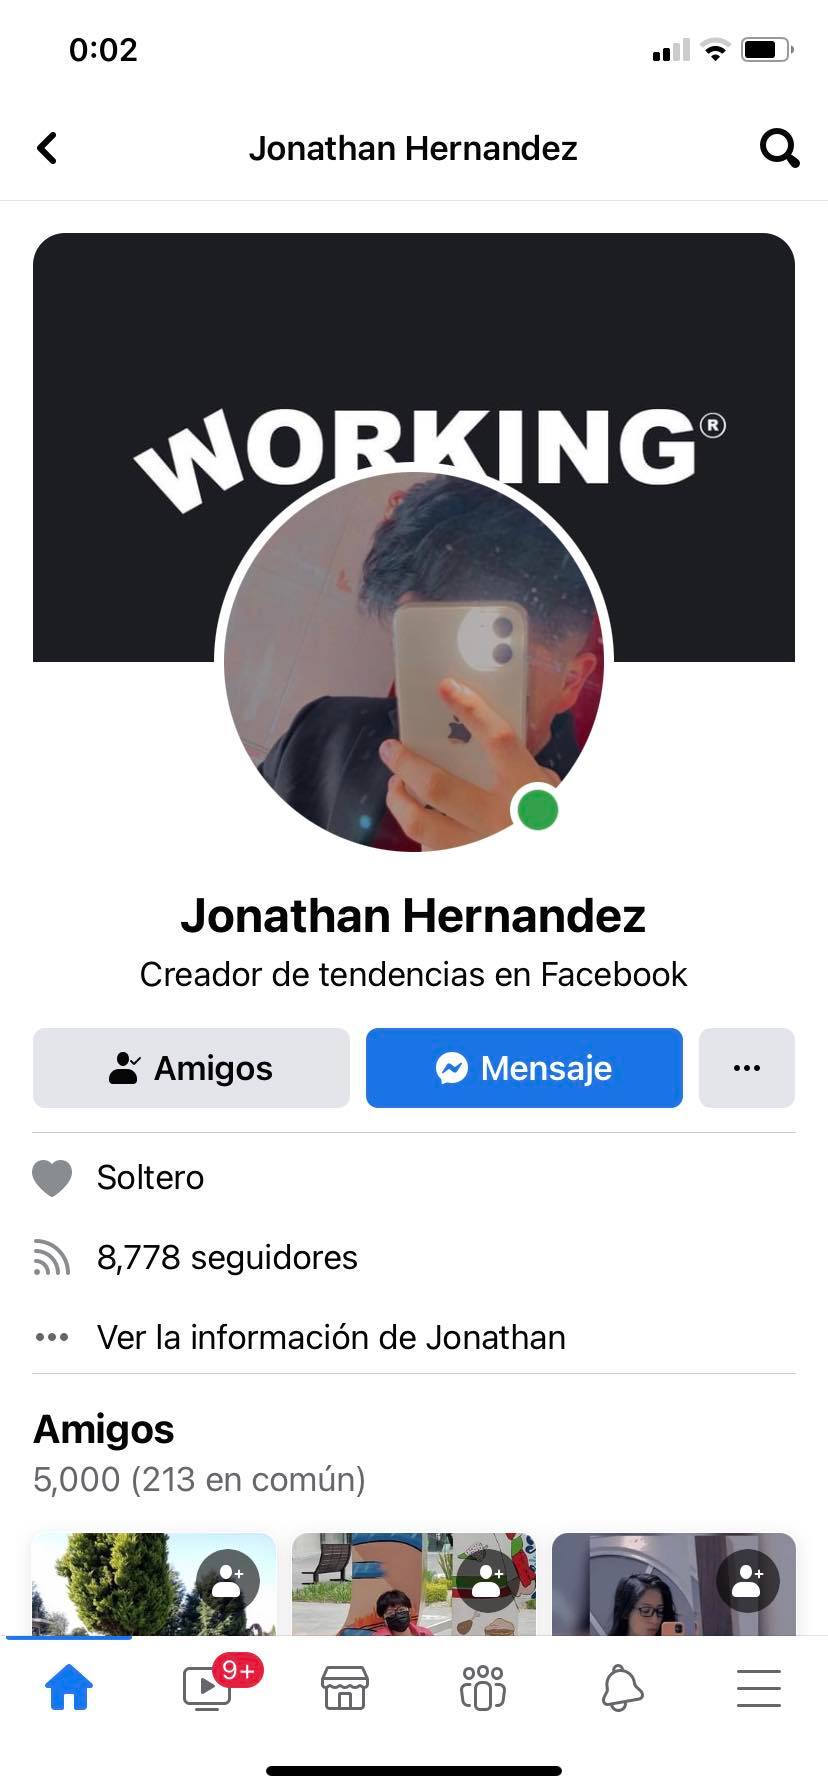 0:02
Jonathan Hernandez
WORKING®
Jonathan Hernandez
Creador de tendencias en Facebook
Amigos
Mensaje
Soltero
8,778 seguidores
Ver la información de Jonathan
Amigos
5,000 (213 en común)
9+